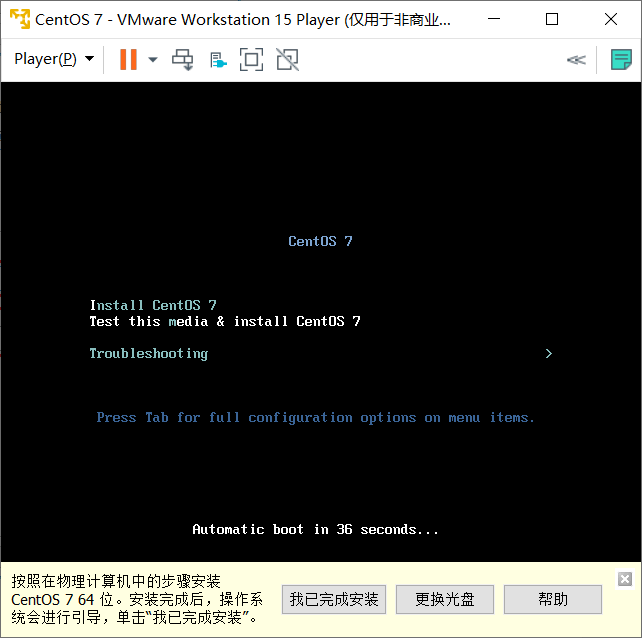 CentOS 7 - VMware Workstation 15 Player (仅用于非商业...
Player(P)
CentOS 7
Install CentOS 7
Test this media & install CentOS 7
Troubleshooting >
Press Tab for full configuration options on menu items.
Automatic boot in 36 seconds...
按照在物理计算机中的步骤安装
CentOS 7 64 位。安装完成后，操作系
统会进行引导，单击“我已完成安装”。
我已完成安装
更换光盘
帮助